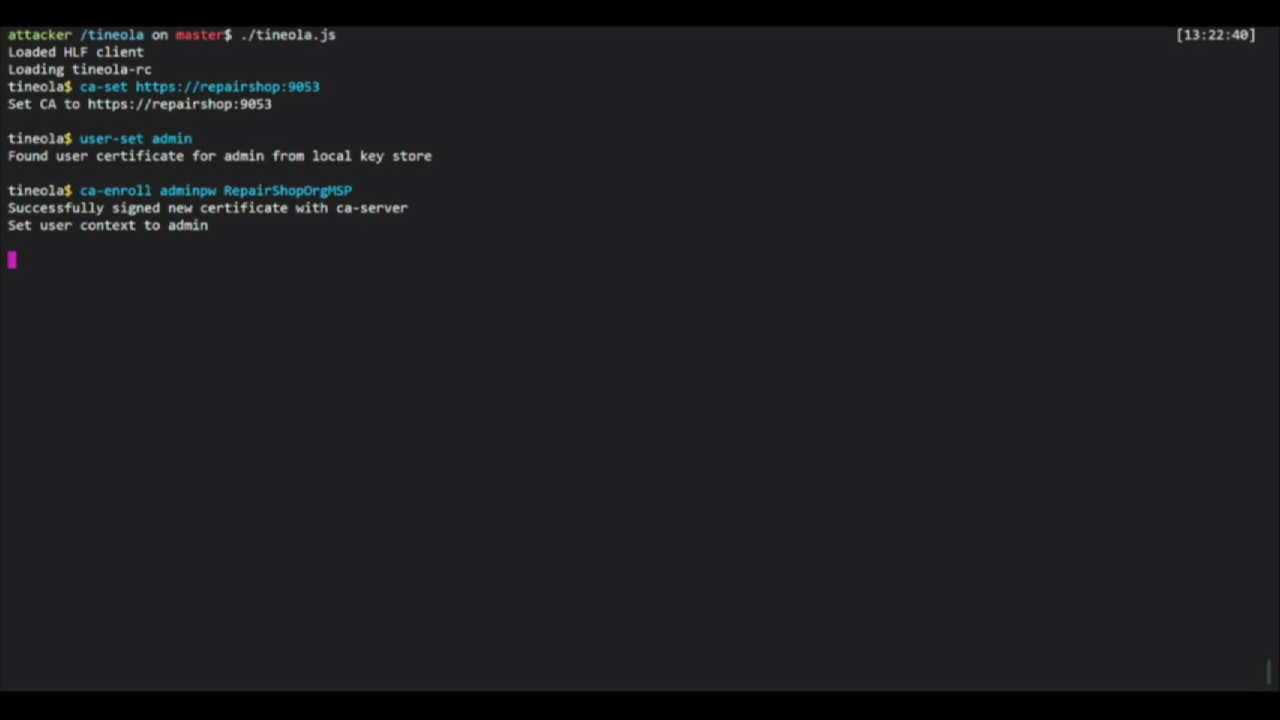 attacker /tineola on master$ ./tineola.js [13:22:40]
Loaded HLF client
Loading tineola-rc
tineola$ ca-set https://repairshop:9053
Set CA to https://repairshop:9053
tineola$ user-set admin
Found user certificate for admin from local key store
tineola$ ca-enroll adminpw RepairShopOrgMSP
Successfully signed new certificate with ca-server
Set user context to admin